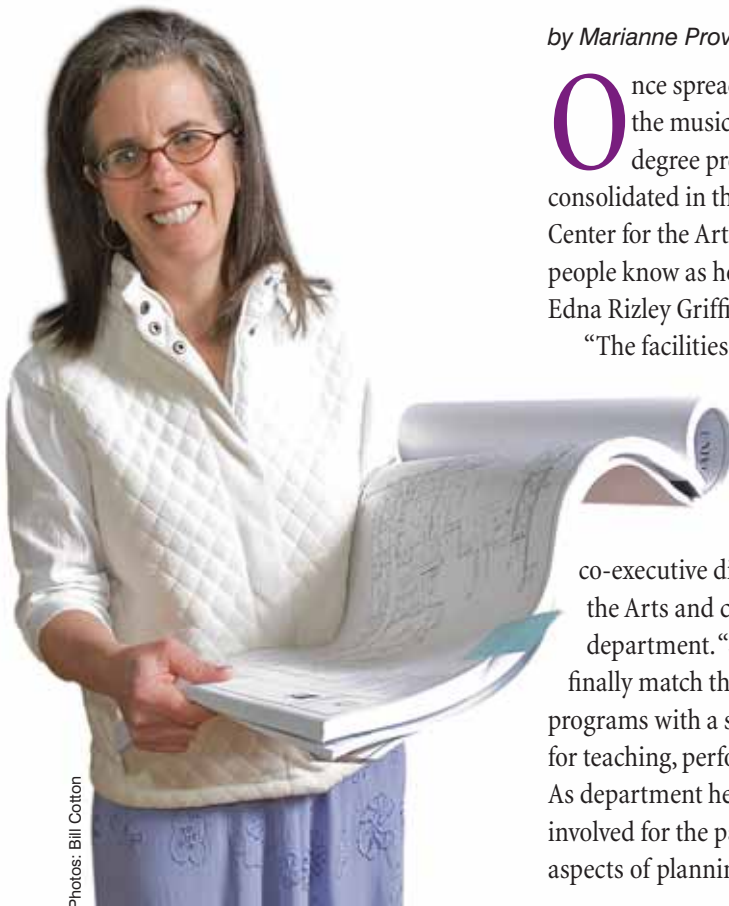 by Marianne Prov
Once spread
the music
degree pr
consolidated in th
Center for the Art
people know as h
Edna Rizley Griffi
“The facilities
co-executive di
the Arts and c
department. “
finally match th
programs with a s
for teaching, perfo
As department he
involved for the pa
aspects of plannin
Photos: Bill Cotton